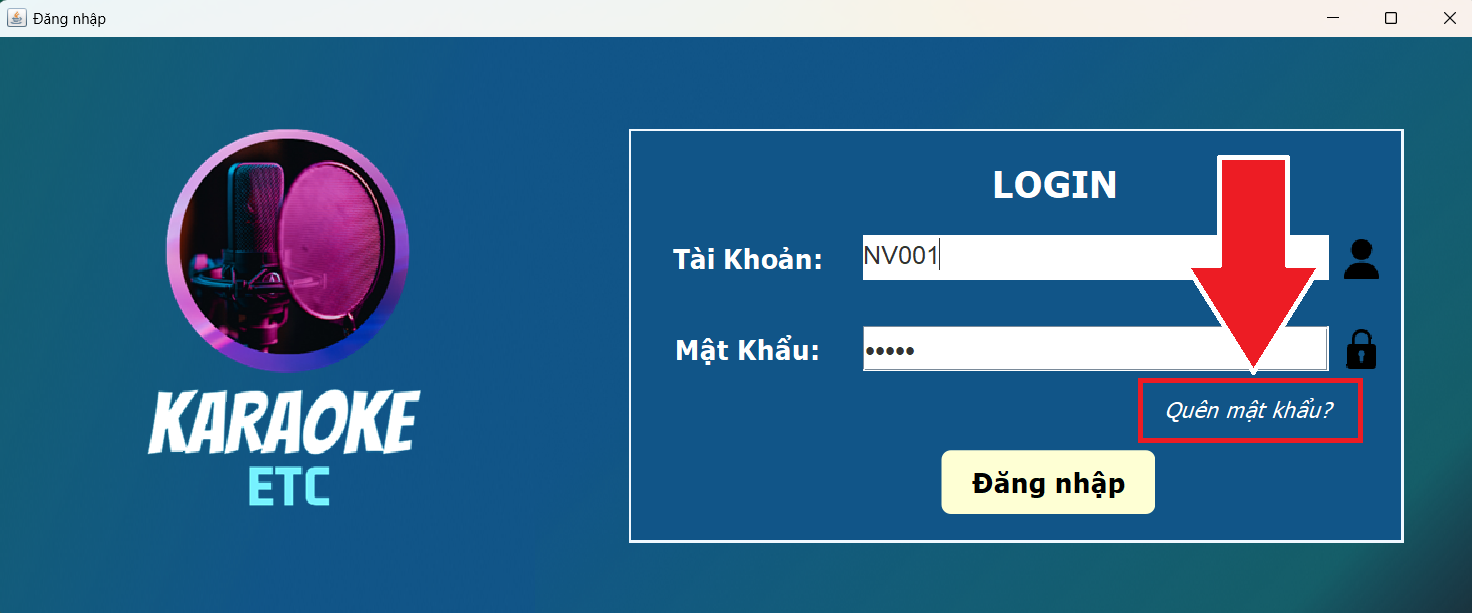 Đăng nhập
LOGIN
Tài Khoản:
NV001
Mật Khẩu:
•••••
Quên mật khẩu?
Đăng nhập
KARAOKE
ETC